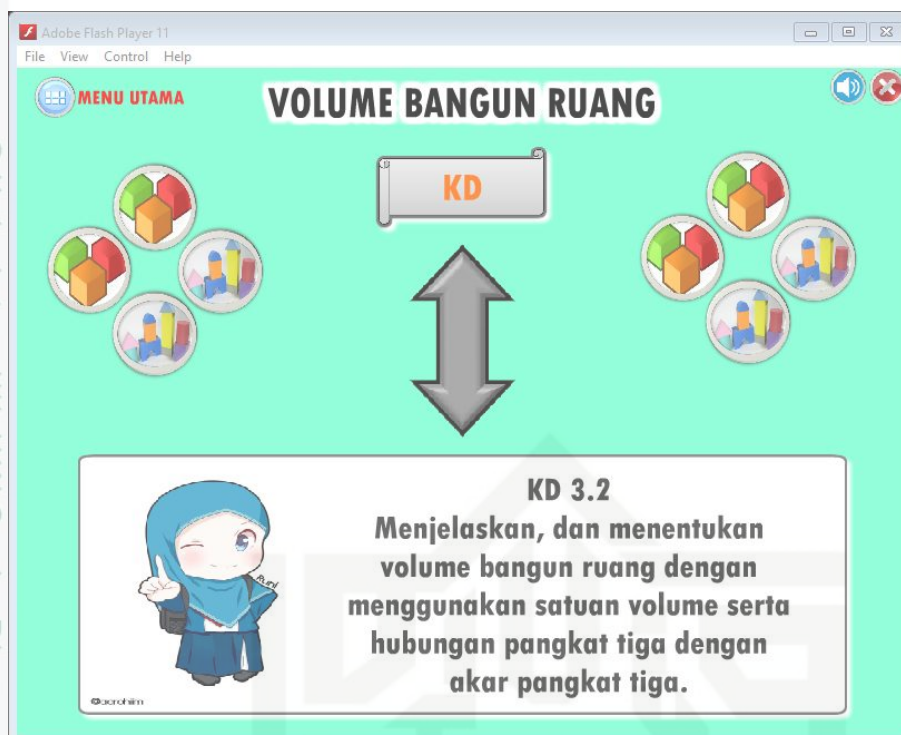 Adobe Flash Player 11
File View Control Help
MENU UTAMA
VOLUME BANGUN RUANG
KD
KD 3.2
Menjelaskan, dan menentukan
volume bangun ruang dengan
menggunakan satuan volume serta
hubungan pangkat tiga dengan
akar pangkat tiga.